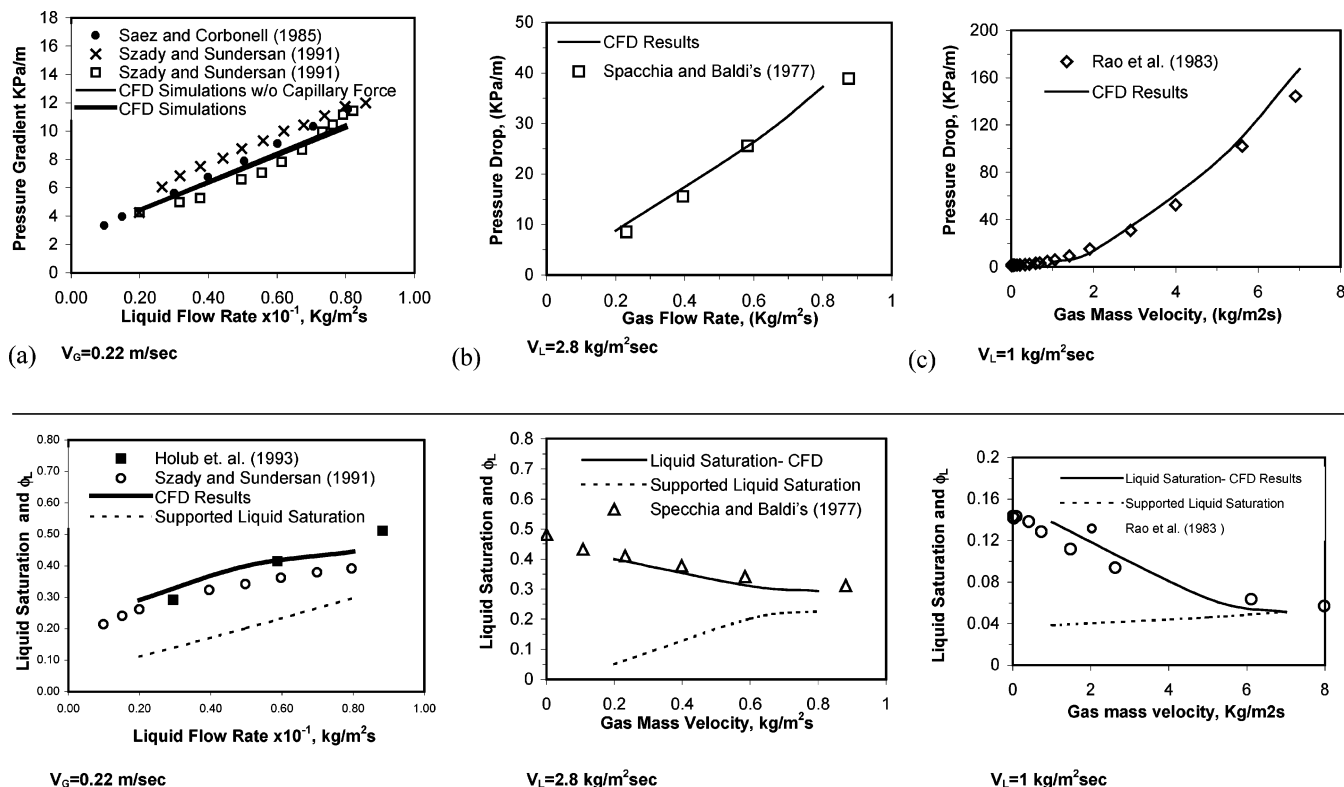 18
16
14
12
10
8
6
4
2
0
Pressure Gradient KPa/m
Saez and Corbonell (1985)
Szady and Sundersan (1991)
Szady and Sundersan (1991)
CFD Simulations w/o Capillary Force
CFD Simulations
0.00 0.20 0.40 0.60 0.80 1.00
Liquid Flow Rate x10⁻¹, Kg/m²s
(a) V_G=0.22 m/sec
50
40
30
20
10
0
Pressure Drop, (KPa/m)
CFD Results
Spacchia and Baldi's (1977)
0 0.2 0.4 0.6 0.8 1
Gas Flow Rate, (Kg/m²s)
(b) V_L=2.8 kg/m²sec
200
160
120
80
40
0
Pressure Drop, (KPa/m)
Rao et al. (1983)
CFD Results
0 2 4 6 8
Gas Mass Velocity, (kg/m2s)
(c) V_L=1 kg/m²sec
0.80
0.70
0.60
0.50
0.40
0.30
0.20
0.10
0.00
Liquid Saturation and ϕ_L
Holub et. al. (1993)
Szady and Sundersan (1991)
CFD Results
Supported Liquid Saturation
0.00 0.20 0.40 0.60 0.80 1.00
Liquid Flow Rate x10⁻¹, kg/m²s
V_G=0.22 m/sec
0.8
0.7
0.6
0.5
0.4
0.3
0.2
0.1
0
Liquid Saturation and ϕ_L
Liquid Saturation- CFD
Supported Liquid Saturation
Specchia and Baldi's (1977)
0 0.2 0.4 0.6 0.8 1
Gas Mass Velocity, kg/m²s
V_L=2.8 kg/m²sec
0.2
0.16
0.12
0.08
0.04
0
Liquid Saturation and ϕ_L
Liquid Saturation- CFD Results
Supported Liquid Saturation
Rao et al. (1983 )
0 2 4 6 8
Gas mass velocity, Kg/m2s
V_L=1 kg/m²sec